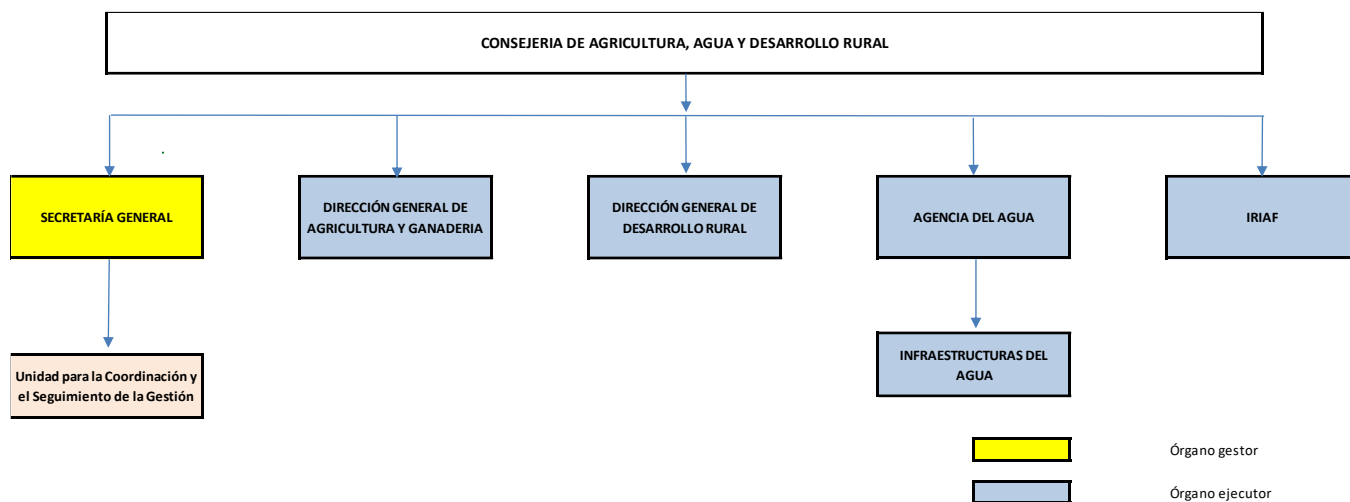 CONSEJERIA DE AGRICULTURA, AGUA Y DESARROLLO RURAL
SECRETARÍA GENERAL
DIRECCIÓN GENERAL DE
AGRICULTURA Y GANADERIA
DIRECCIÓN GENERAL DE
DESARROLLO RURAL
AGENCIA DEL AGUA
IRIAF
Unidad para la Coordinación y
el Seguimiento de la Gestión
INFRAESTRUCTURAS DEL
AGUA
Órgano gestor
Órgano ejecutor